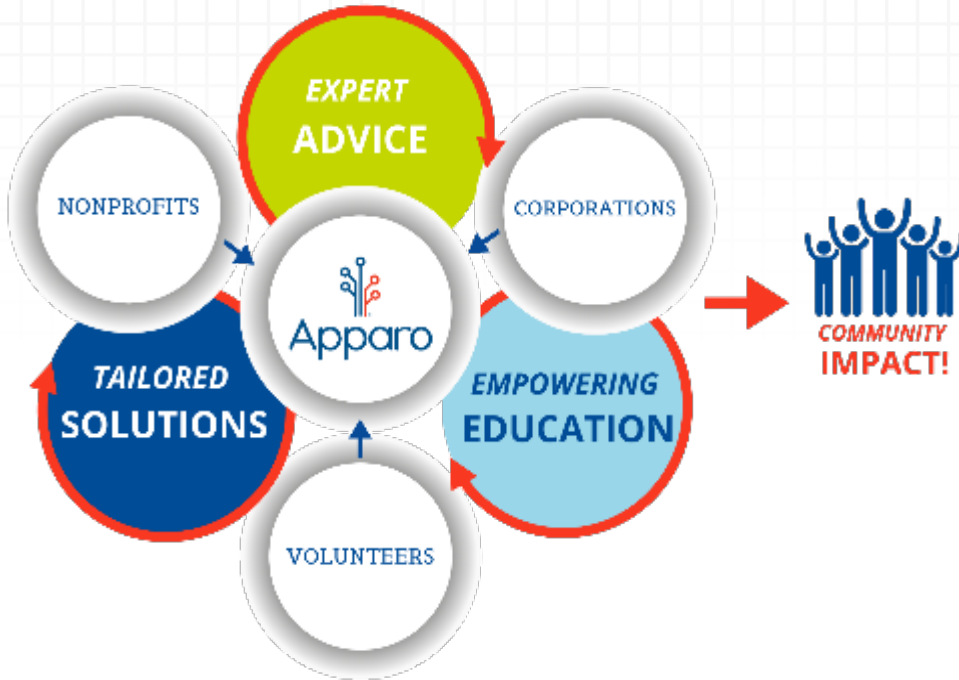 EXPERT
ADVICE
NONPROFITS
CORPORATIONS
Apparo
TAILORED
SOLUTIONS
EMPOWERING
EDUCATION
VOLUNTEERS
COMMUNITY
IMPACT!